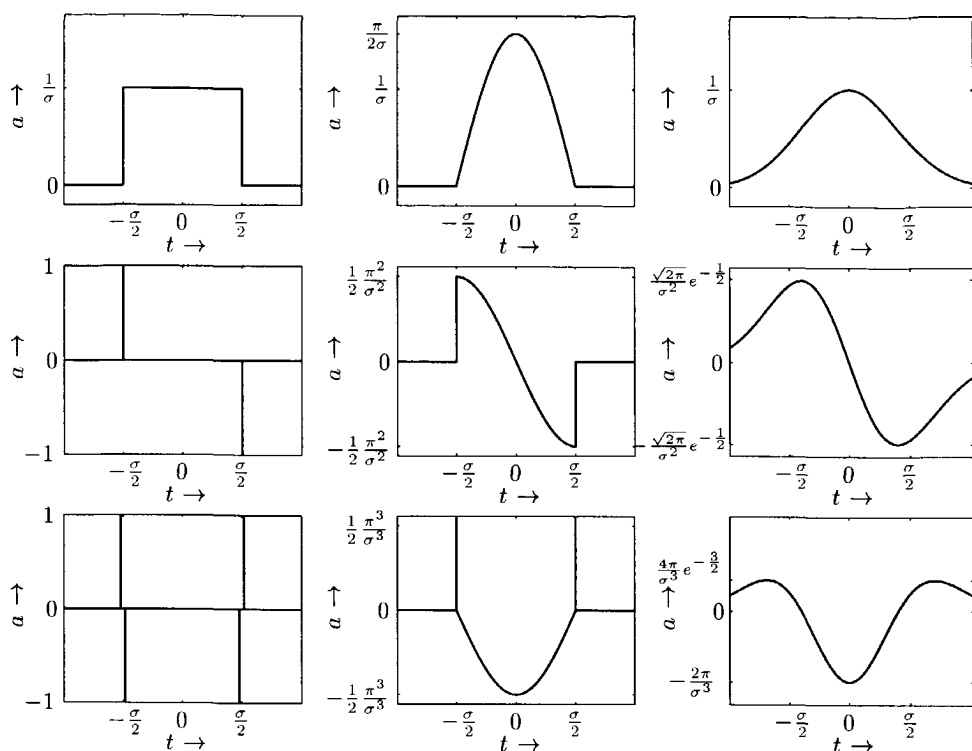 a → 1/σ 0
−σ/2 0 σ/2
t →
a → π/2σ 1/σ 0
−σ/2 0 σ/2
t →
a → 1/σ 0
−σ/2 0 σ/2
t →
a → 1 0 −1
−σ/2 0 σ/2
t →
a → 1/2 π²/σ² 0 −1/2 π²/σ²
−σ/2 0 σ/2
t →
a → √2π/σ² e^−1/2 0 −√2π/σ² e^−1/2
−σ/2 0 σ/2
t →
a → 1 0 −1
−σ/2 0 σ/2
t →
a → 1/2 π³/σ³ 0 −1/2 π³/σ³
−σ/2 0 σ/2
t →
a → 4π/σ³ e^−3/2 0 −2π/σ³
−σ/2 0 σ/2
t →